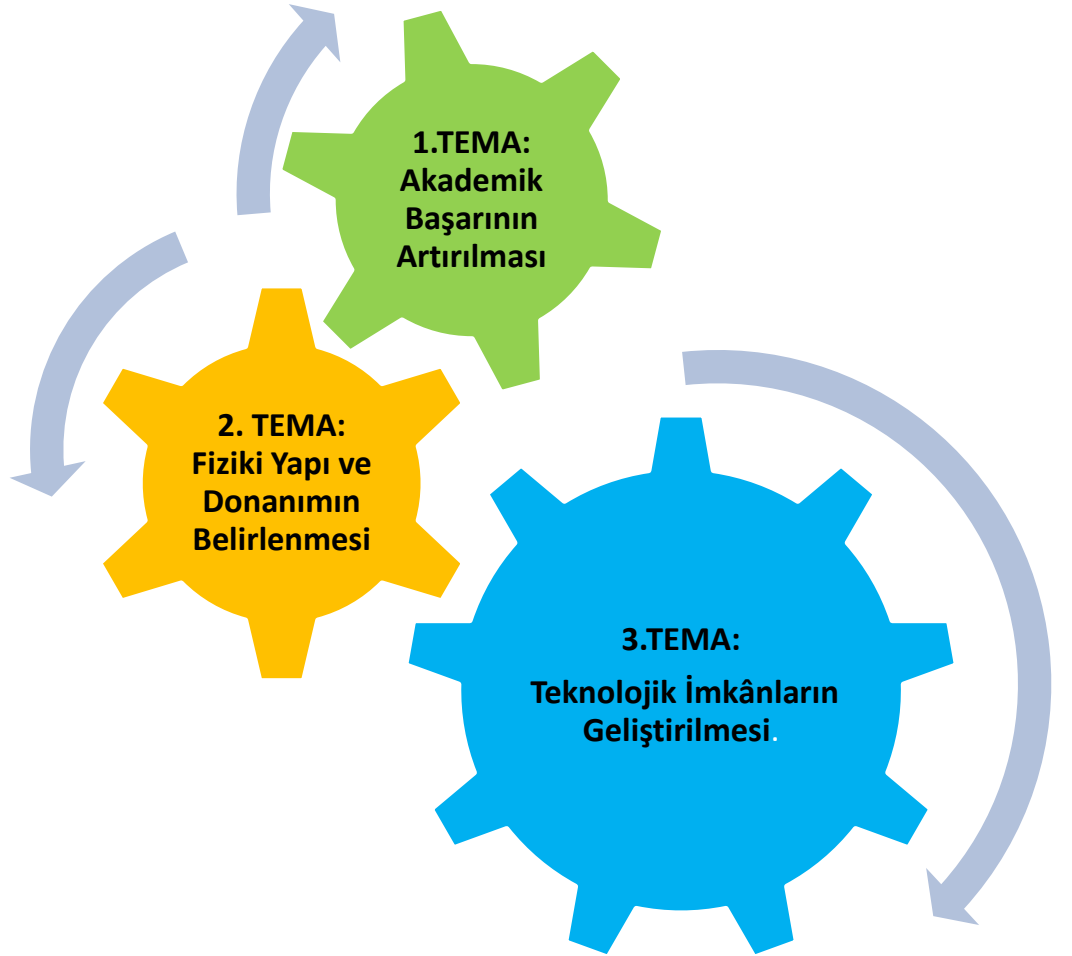 1.TEMA:
Akademik
Başarının
Artırılması
2. TEMA:
Fiziki Yapı ve
Donanımın
Belirlenmesi
3.TEMA:
Teknolojik İmkânların
Geliştirilmesi.